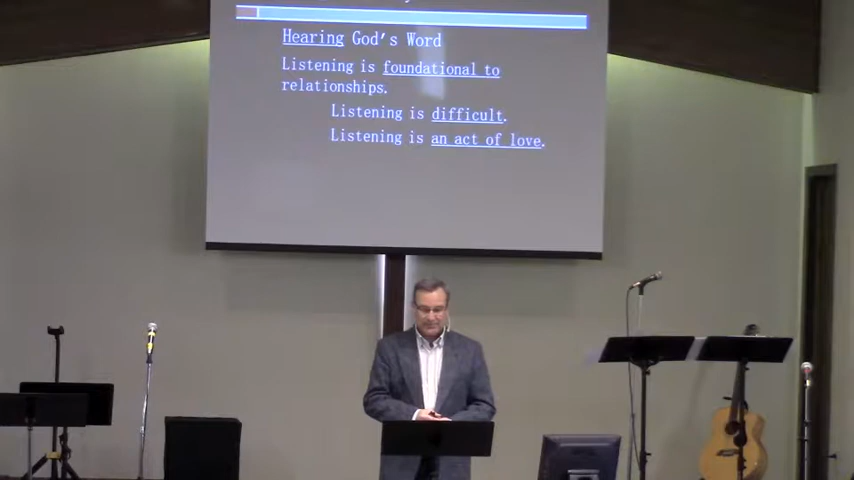 Hearing God's Word
Listening is foundational to
relationships.
Listening is difficult.
Listening is an act of love.